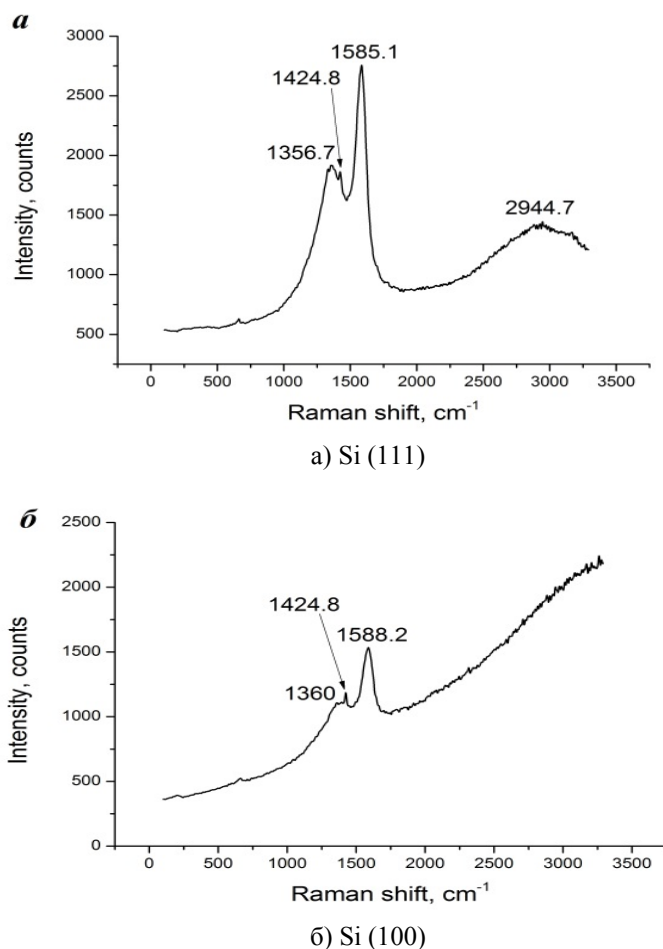 а
3000
2500
2000
1500
1000
500
Intensity, counts
1585.1
1424.8
1356.7
2944.7
0 500 1000 1500 2000 2500 3000 3500
Raman shift, cm⁻¹
а) Si (111)
б
2500
2000
1500
1000
500
0
Intensity, counts
1424.8
1588.2
1360
0 500 1000 1500 2000 2500 3000 3500
Raman shift, cm⁻¹
б) Si (100)